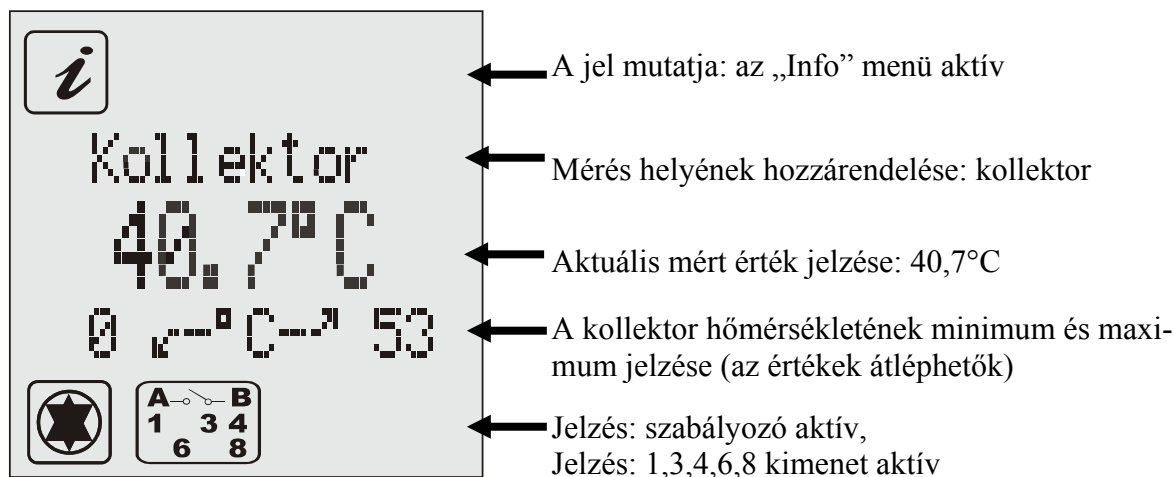 i
A jel mutatja: az „Info” menü aktív
Kollektor
Mérés helyének hozzárendelése: kollektor
40.7°C
Aktuális mért érték jelzése: 40,7°C
0 ↙--°C--↗ 53
A kollektor hőmérsékletének minimum és maxi-
mum jelzése (az értékek átléphetők)
A B
1 3 4
6 8
Jelzés: szabályozó aktív,
Jelzés: 1,3,4,6,8 kimenet aktív